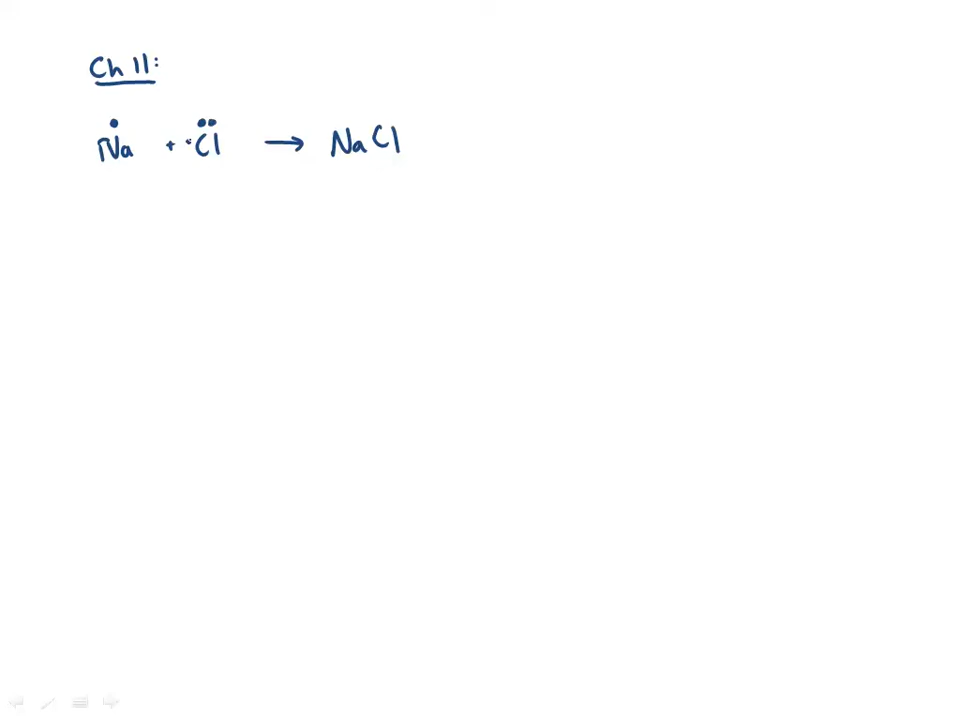 Ch 11:
Na + Cl → NaCl